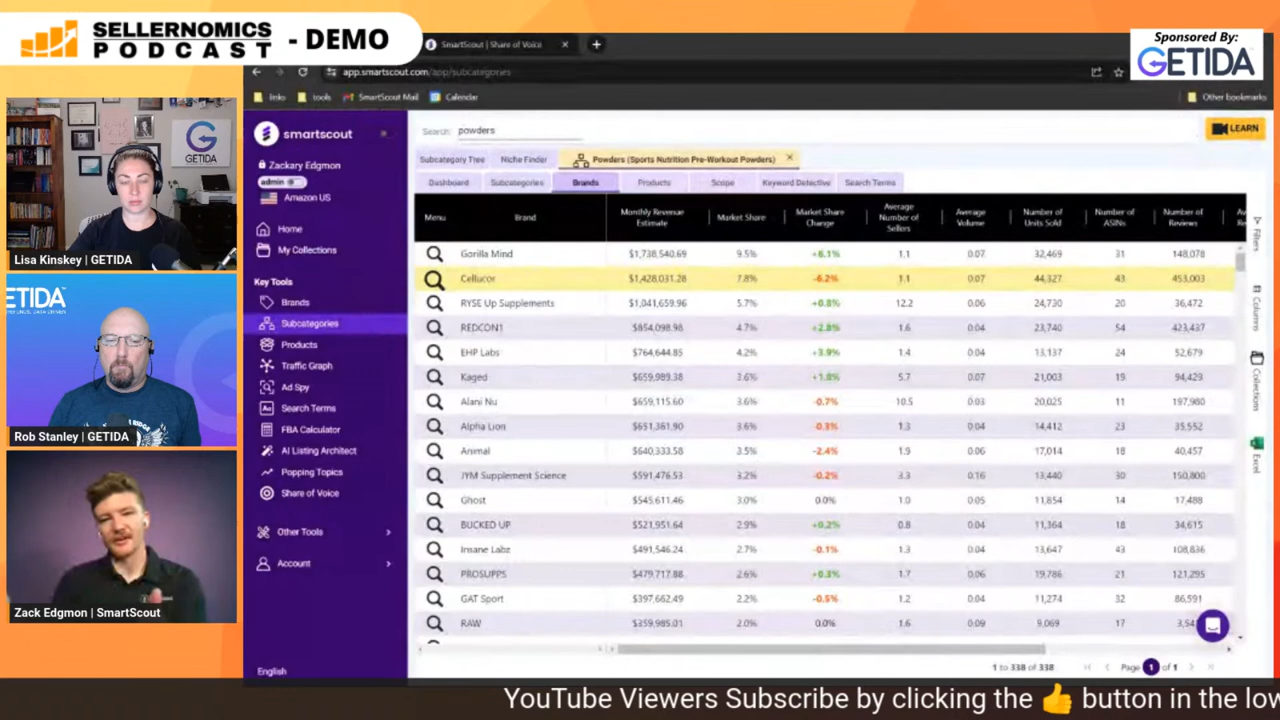 SELLERNOMICS
PODCAST - DEMO
Sponsored By:
GETIDA
SmartScout | Share of Voice
app.smartscout.com/app/subcategories
links tools SmartScout Mail Calendar Other bookmarks
smartscout
Zackary Edgmon
admin
Amazon US
Home
My Collections
Key Tools
Brands
Subcategories
Products
Traffic Graph
Ad Spy
Search Terms
FBA Calculator
AI Listing Architect
Popping Topics
Share of Voice
Other Tools
Account
English
Search: powders
LEARN
Subcategory Tree Niche Finder Powders (Sports Nutrition Pre-Workout Powders)
Dashboard Subcategories Brands Products Scope Keyword Detective Search Terms
Menu Brand Monthly Revenue Estimate Market Share Market Share Change Average Number of Sellers Average Volume Number of Units Sold Number of ASINs Number of Reviews
Gorilla Mind $1,738,540.69 9.5% +6.1% 1.1 0.07 32,469 31 148,078
Cellucor $1,428,031.28 7.8% -6.2% 1.1 0.07 44,327 43 453,003
RYSE Up Supplements $1,041,659.96 5.7% +0.8% 12.2 0.06 24,730 20 36,472
REDCON1 $854,098.98 4.7% +2.8% 1.6 0.04 23,740 54 423,437
EHP Labs $764,644.85 4.2% +3.9% 1.4 0.04 13,137 24 52,679
Kaged $659,989.38 3.6% +1.8% 5.7 0.07 21,003 19 94,429
Alani Nu $659,115.60 3.6% -0.7% 10.5 0.03 20,025 11 197,980
Alpha Lion $651,361.90 3.6% -0.3% 1.3 0.04 14,412 23 35,552
Animal $640,333.58 3.5% -2.4% 1.9 0.06 17,014 18 40,457
JYM Supplement Science $591,476.53 3.2% -0.2% 3.3 0.16 13,440 30 150,800
Ghost $545,611.46 3.0% 0.0% 1.0 0.05 11,854 14 17,488
BUCKED UP $521,951.64 2.9% +0.2% 0.8 0.04 11,364 18 34,615
Insane Labz $491,546.24 2.7% -0.1% 1.3 0.04 13,647 43 108,836
PROSUPPS $479,717.88 2.6% +0.3% 1.7 0.06 19,786 21 121,295
GAT Sport $397,662.49 2.2% -0.5% 1.2 0.04 11,274 32 86,591
RAW $359,985.01 2.0% 0.0% 1.6 0.09 9,069 17
1 to 338 of 338 Page 1 of 1
Filters
Columns
Collections
Excel
GETIDA
Lisa Kinskey | GETIDA
ETIDA
Rob Stanley | GETIDA
Zack Edgmon | SmartScout
YouTube Viewers Subscribe by clicking the 👍 button in the low